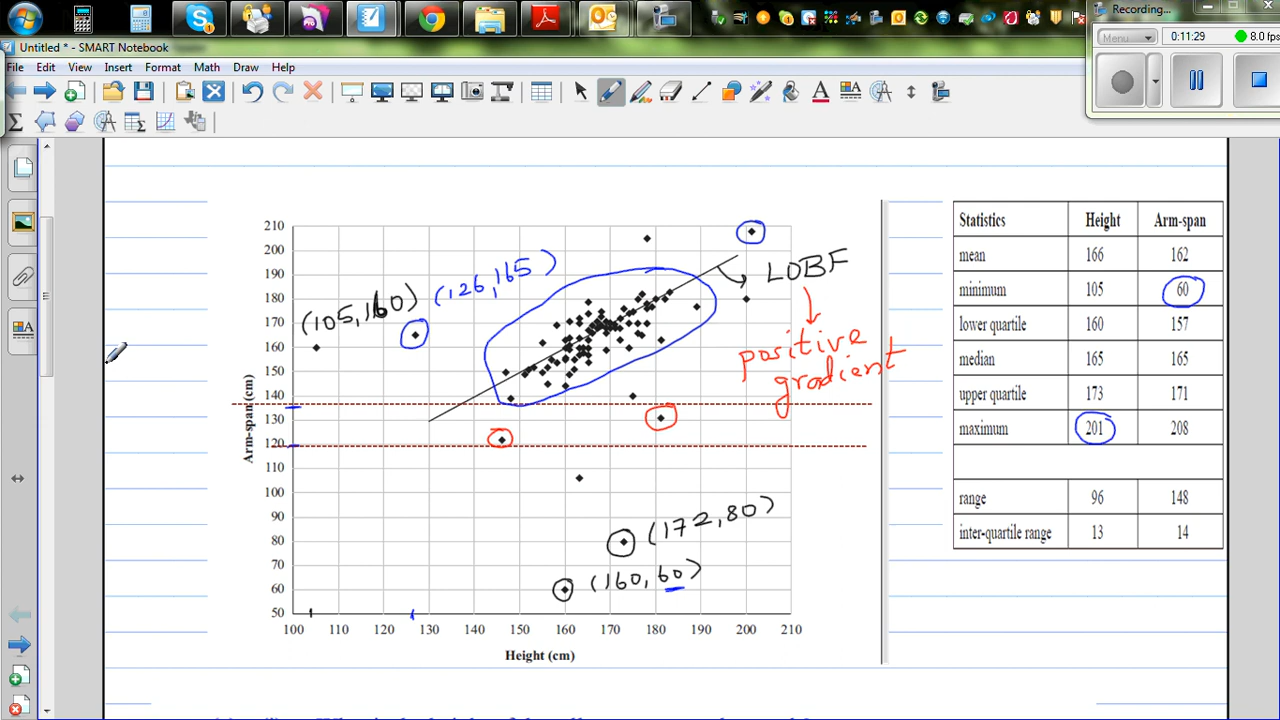 Recording...
Untitled * - SMART Notebook
Menu
0:11:29
8.0 fps
File Edit View Insert Format Math Draw Help
210
200
190
180
170
160
150
140
130
120
110
100
90
80
70
60
50
100 110 120 130 140 150 160 170 180 190 200 210
Arm-span (cm)
Height (cm)
(105,160)
(126,165)
LOBF
positive
gradient
(172,80)
(160,60)
Statistics Height Arm-span
mean 166 162
minimum 105 60
lower quartile 160 157
median 165 165
upper quartile 173 171
maximum 201 208
range 96 148
inter-quartile range 13 14